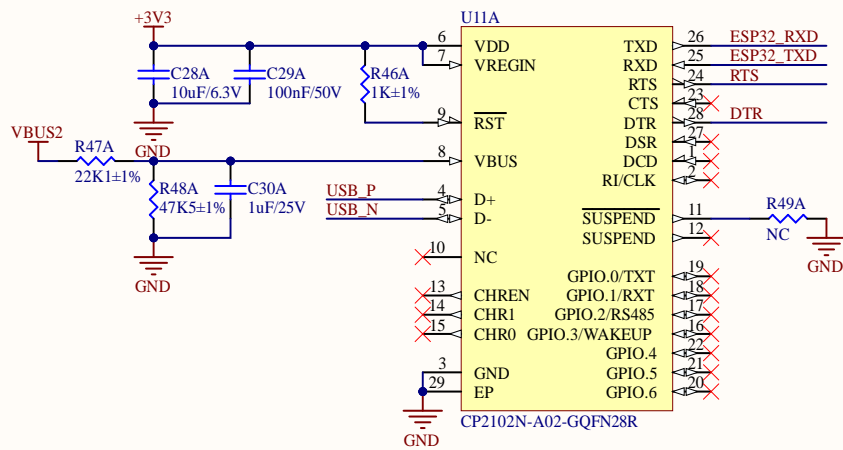 +3V3
U11A
C28A
10uF/6.3V
C29A
100nF/50V
R46A
1K±1%
GND
VBUS2
R47A
22K1±1%
R48A
47K5±1%
C30A
1uF/25V
GND
USB_P
USB_N
6 VDD
7 VREGIN
9 RST
8 VBUS
4 D+
5 D-
10 NC
13 CHREN
14 CHR1
15 CHR0
3 GND
29 EP
GND
TXD 26 ESP32_RXD
RXD 25 ESP32_TXD
RTS 24 RTS
CTS 23
DTR 28 DTR
DSR 27
DCD 1
RI/CLK 2
SUSPEND 11
SUSPEND 12
R49A
NC
GND
GPIO.0/TXT 19
GPIO.1/RXT 18
GPIO.2/RS485 17
GPIO.3/WAKEUP 16
GPIO.4 22
GPIO.5 21
GPIO.6 20
CP2102N-A02-GQFN28R